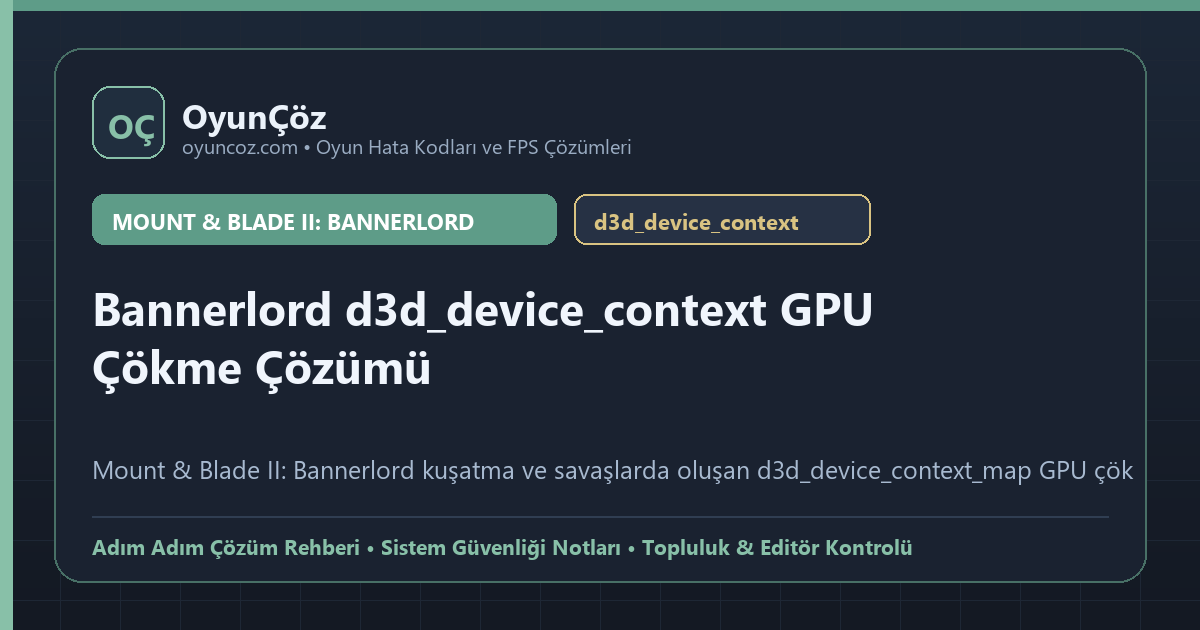 OÇ
OyunÇöz
oyuncoz.com • Oyun Hata Kodları ve FPS Çözümleri
MOUNT & BLADE II: BANNERLORD
d3d_device_context
Bannerlord d3d_device_context GPU
Çökme Çözümü
Mount & Blade II: Bannerlord kuşatma ve savaşlarda oluşan d3d_device_context_map GPU çök
Adım Adım Çözüm Rehberi • Sistem Güvenliği Notları • Topluluk & Editör Kontrolü